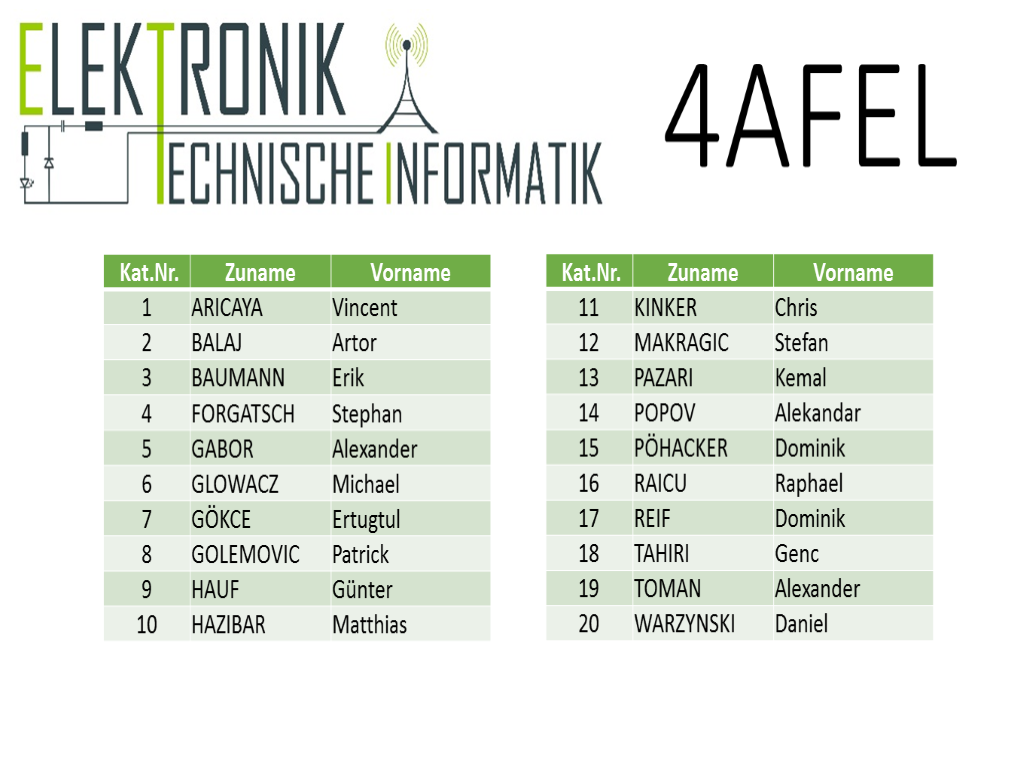 ELEKTRONIK
TECHNISCHE INFORMATIK
4AFEL
Kat.Nr. Zuname Vorname
1 ARICAYA Vincent
2 BALAJ Artor
3 BAUMANN Erik
4 FORGATSCH Stephan
5 GABOR Alexander
6 GLOWACZ Michael
7 GÖKCE Ertugtul
8 GOLEMOVIC Patrick
9 HAUF Günter
10 HAZIBAR Matthias
Kat.Nr. Zuname Vorname
11 KINKER Chris
12 MAKRAGIC Stefan
13 PAZARI Kemal
14 POPOV Alekandar
15 PÖHACKER Dominik
16 RAICU Raphael
17 REIF Dominik
18 TAHIRI Genc
19 TOMAN Alexander
20 WARZYNSKI Daniel